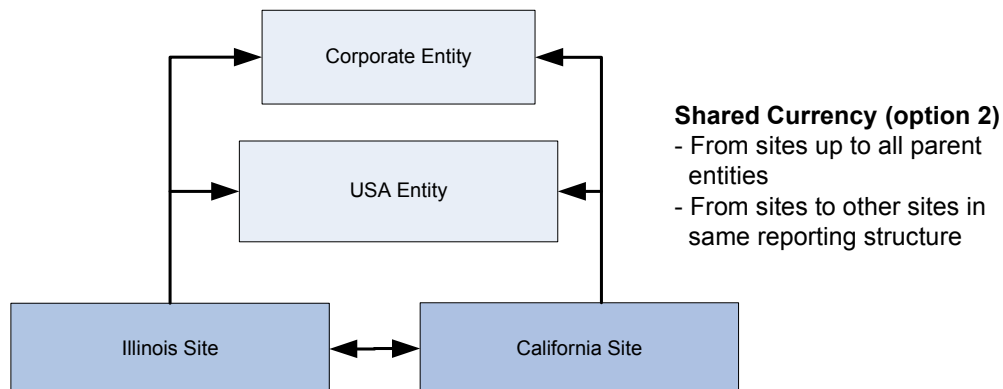 Corporate Entity
USA Entity
Illinois Site
California Site
Shared Currency (option 2)
- From sites up to all parent
entities
- From sites to other sites in
same reporting structure